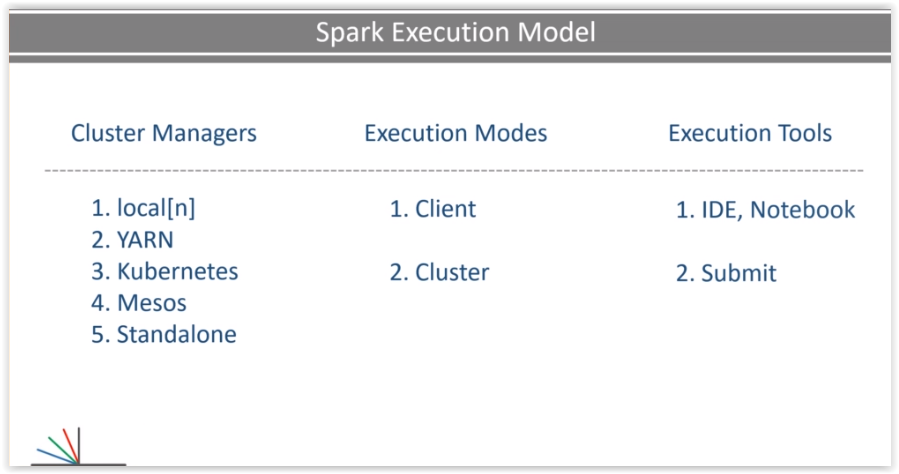 Spark Execution Model
Cluster Managers
1. local[n]
2. YARN
3. Kubernetes
4. Mesos
5. Standalone
Execution Modes
1. Client
2. Cluster
Execution Tools
1. IDE, Notebook
2. Submit